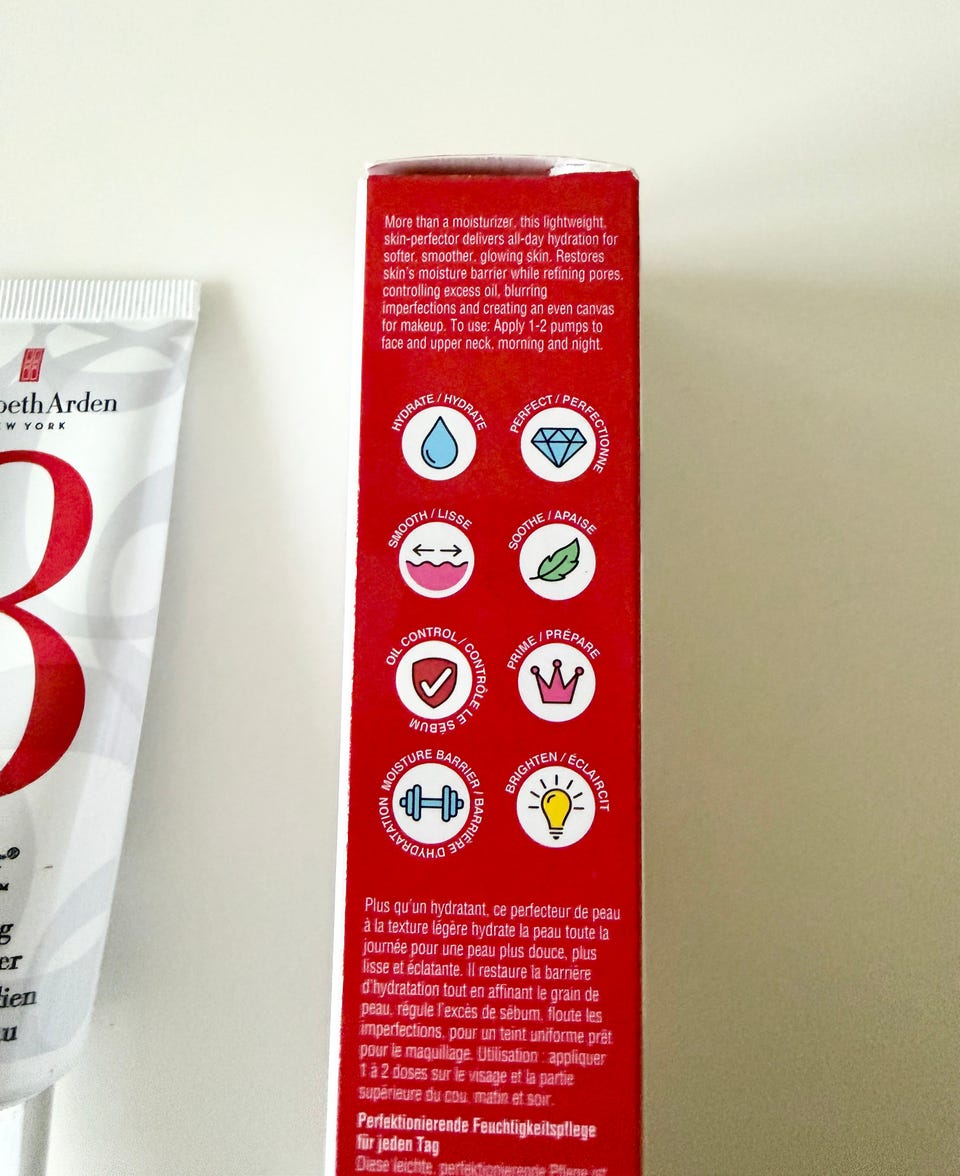 bethArden
W YORK
8
®
g
er
dien
au
More than a moisturizer, this lightweight,
skin-perfector delivers all-day hydration for
softer, smoother, glowing skin. Restores
skin's moisture barrier while refining pores,
controlling excess oil, blurring
imperfections and creating an even canvas
for makeup. To use: Apply 1-2 pumps to
face and upper neck, morning and night.
HYDRATE / HYDRATE
PERFECT / PERFECTIONNE
SMOOTH / LISSE
SOOTHE / APAISE
OIL CONTROL / CONTRÔLE LE SÉBUM
PRIME / PRÉPARE
MOISTURE BARRIER / BARRIÈRE D'HYDRATATION
BRIGHTEN / ÉCLAIRCIT
Plus qu'un hydratant, ce perfecteur de peau
à la texture légère hydrate la peau toute la
journée pour une peau plus douce, plus
lisse et éclatante. Il restaure la barrière
d'hydratation tout en affinant le grain de
peau, régule l'excès de sébum, floute les
imperfections, pour un teint uniforme prêt
pour le maquillage. Utilisation : appliquer
1 à 2 doses sur le visage et la partie
supérieure du cou, matin et soir.
Perfektionierende Feuchtigkeitspflege
für jeden Tag
Diese leichte, perfektionierende Pflege ist